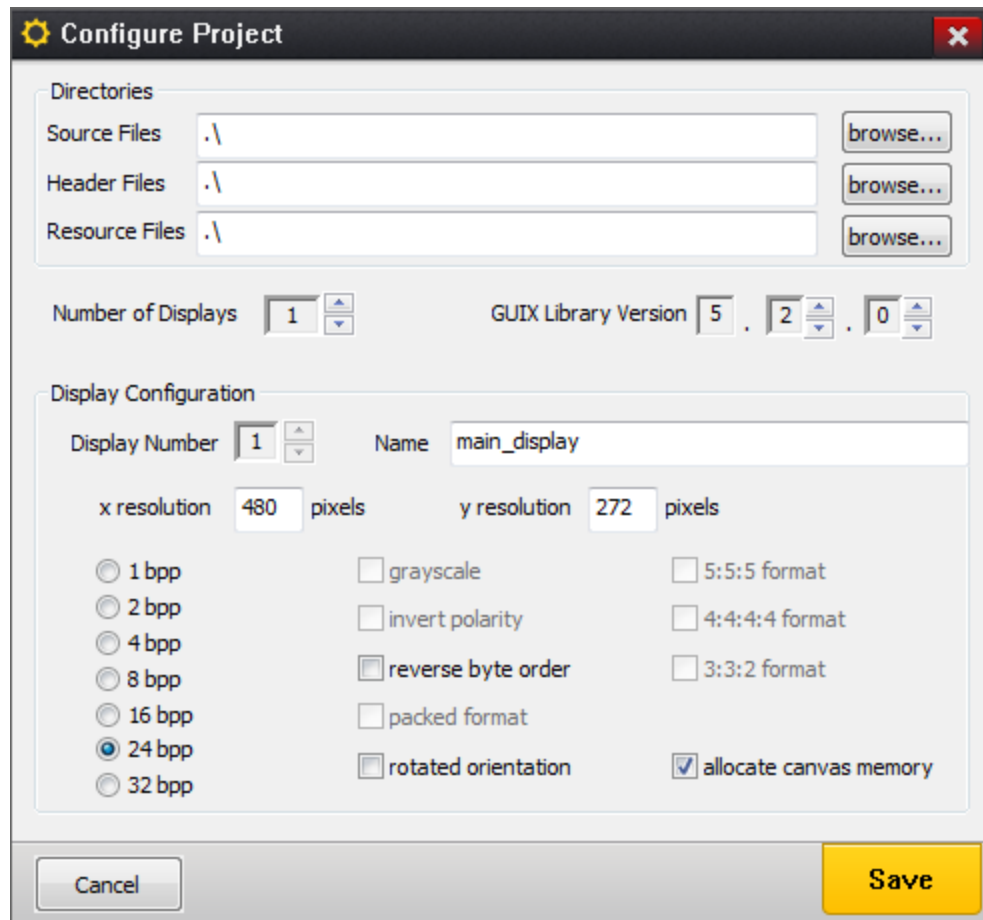 Configure Project
Directories
Source Files .\ browse...
Header Files .\ browse...
Resource Files .\ browse...
Number of Displays 1 GUIX Library Version 5 . 2 . 0
Display Configuration
Display Number 1 Name main_display
x resolution 480 pixels y resolution 272 pixels
1 bpp grayscale 5:5:5 format
2 bpp invert polarity 4:4:4:4 format
4 bpp
8 bpp reverse byte order 3:3:2 format
16 bpp packed format
24 bpp rotated orientation allocate canvas memory
32 bpp
Cancel Save